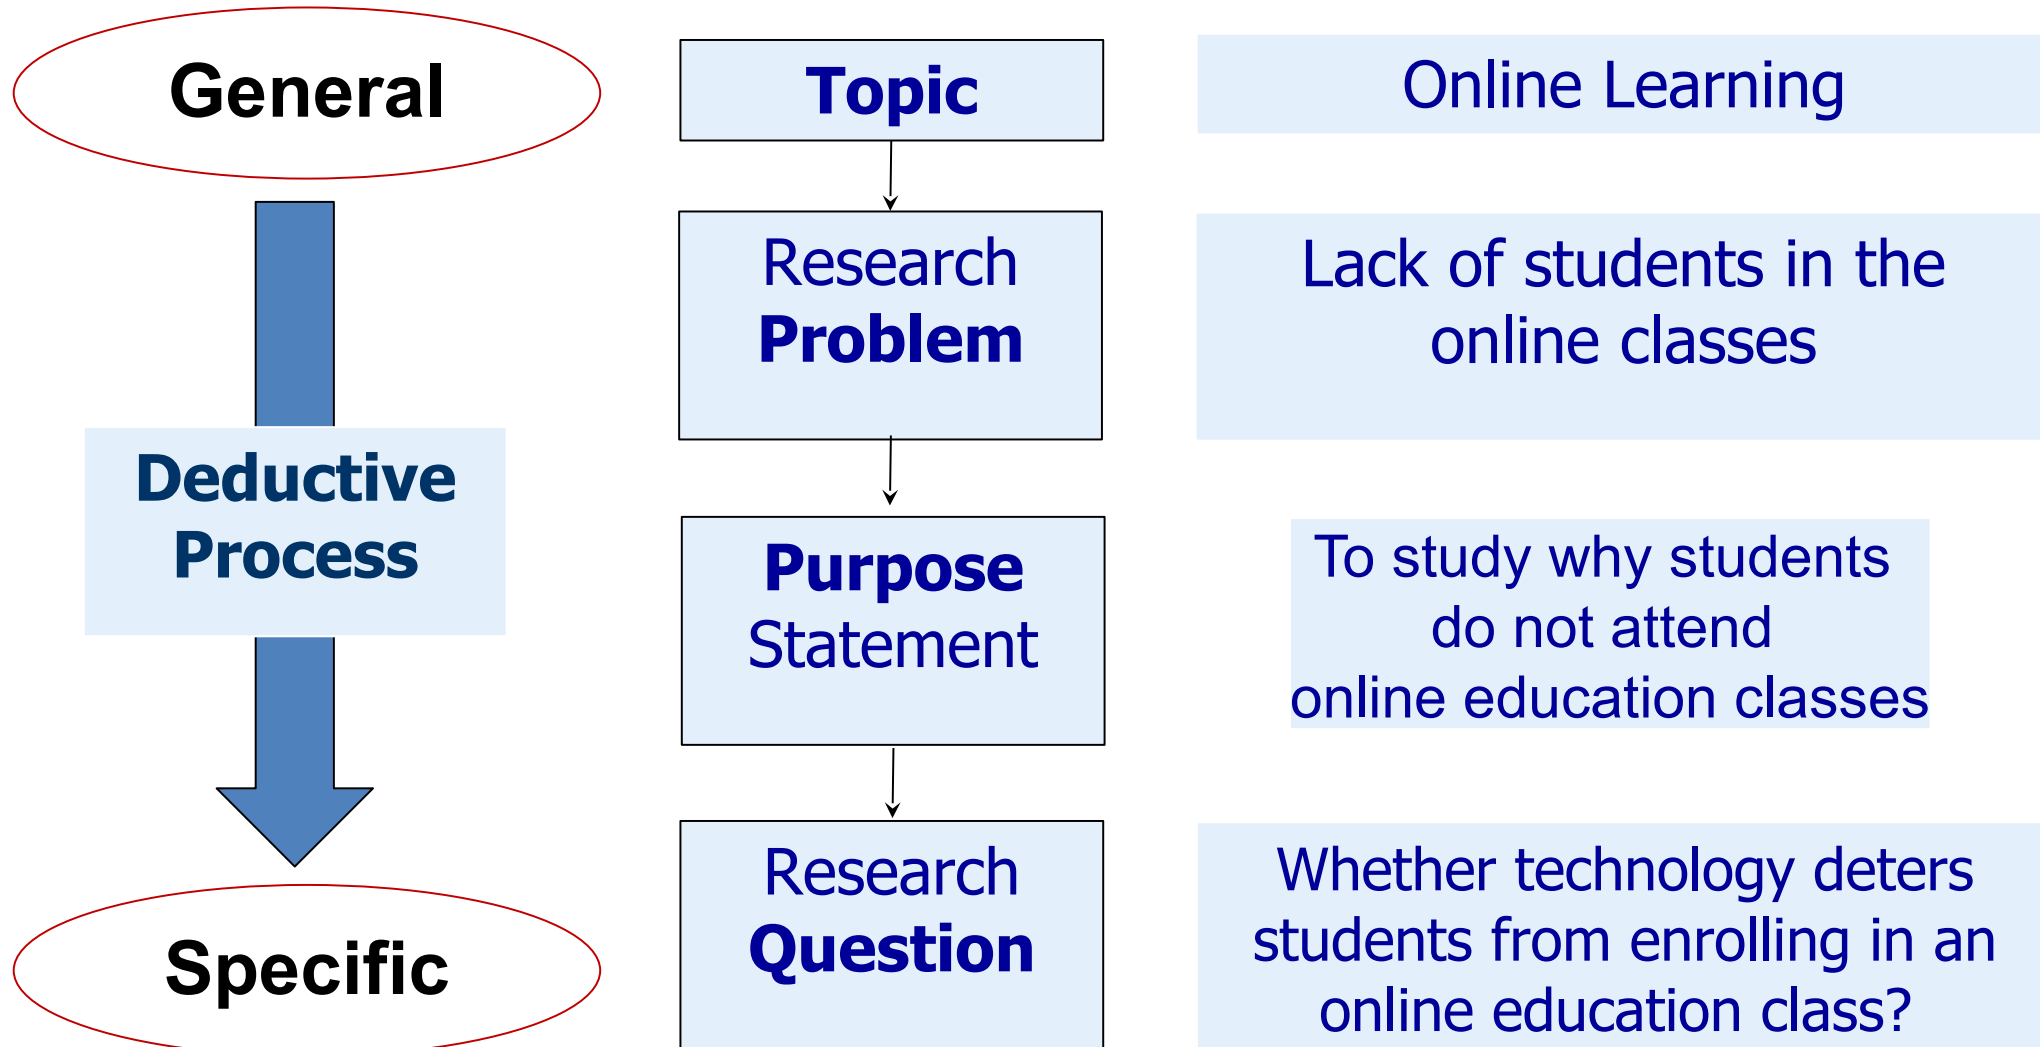 General
Topic
Online Learning
Research
Problem
Lack of students in the
online classes
Deductive
Process
Purpose
Statement
To study why students
do not attend
online education classes
Specific
Research
Question
Whether technology deters
students from enrolling in an
online education class?